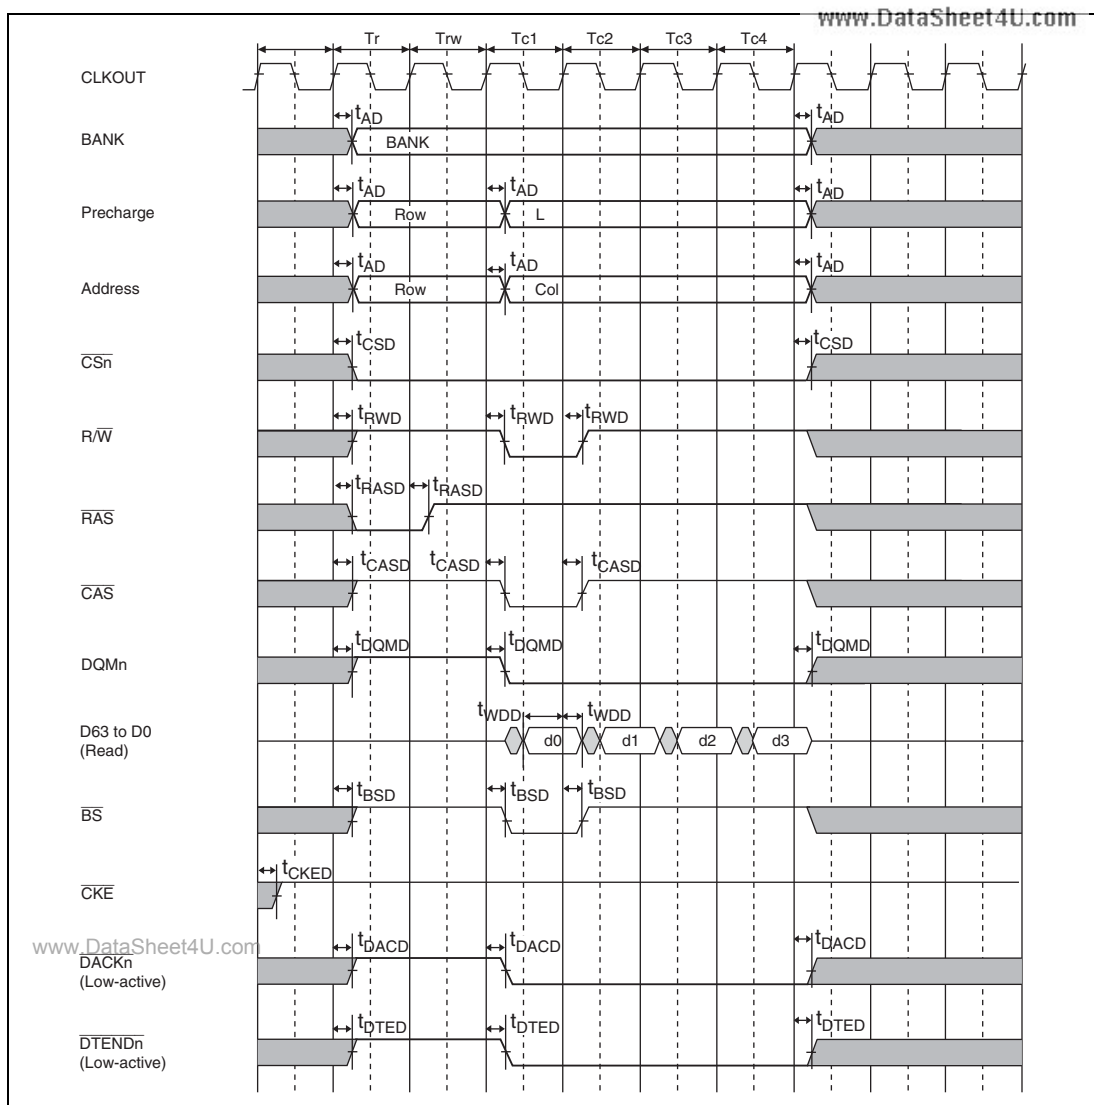 www.DataSheet4U.com
Tr Trw Tc1 Tc2 Tc3 Tc4
CLKOUT
tAD tAD
BANK BANK
tAD tAD tAD
Precharge Row L
tAD tAD tAD
Address Row Col
tCSD tCSD
CSn
tRWD tRWD tRWD
R/W
tRASD tRASD
RAS
tCASD tCASD tCASD
CAS
tDQMD tDQMD tDQMD
DQMn
tWDD tWDD
D63 to D0
(Read)
d0 d1 d2 d3
tBSD tBSD tBSD
BS
tCKED
CKE
www.DataSheet4U.com
tDACD tDACD tDACD
DACKn
(Low-active)
tDTED tDTED tDTED
DTENDn
(Low-active)